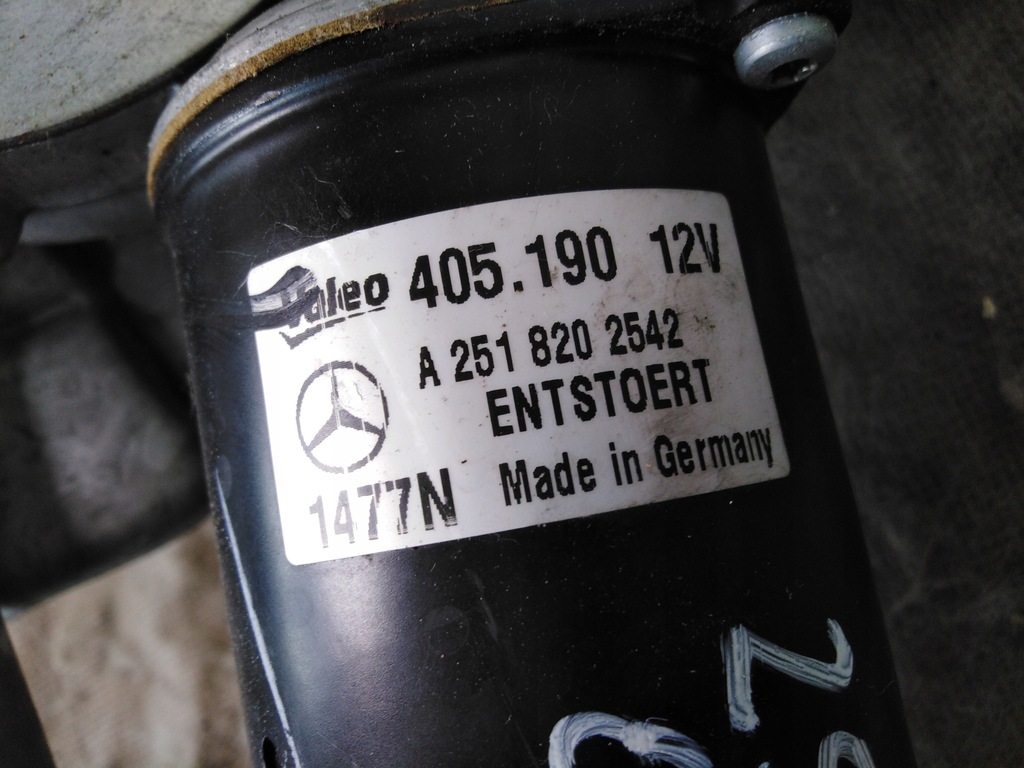 Valeo 405.190 12V
A 251 820 2542
ENTSTOERT
1477N Made in Germany